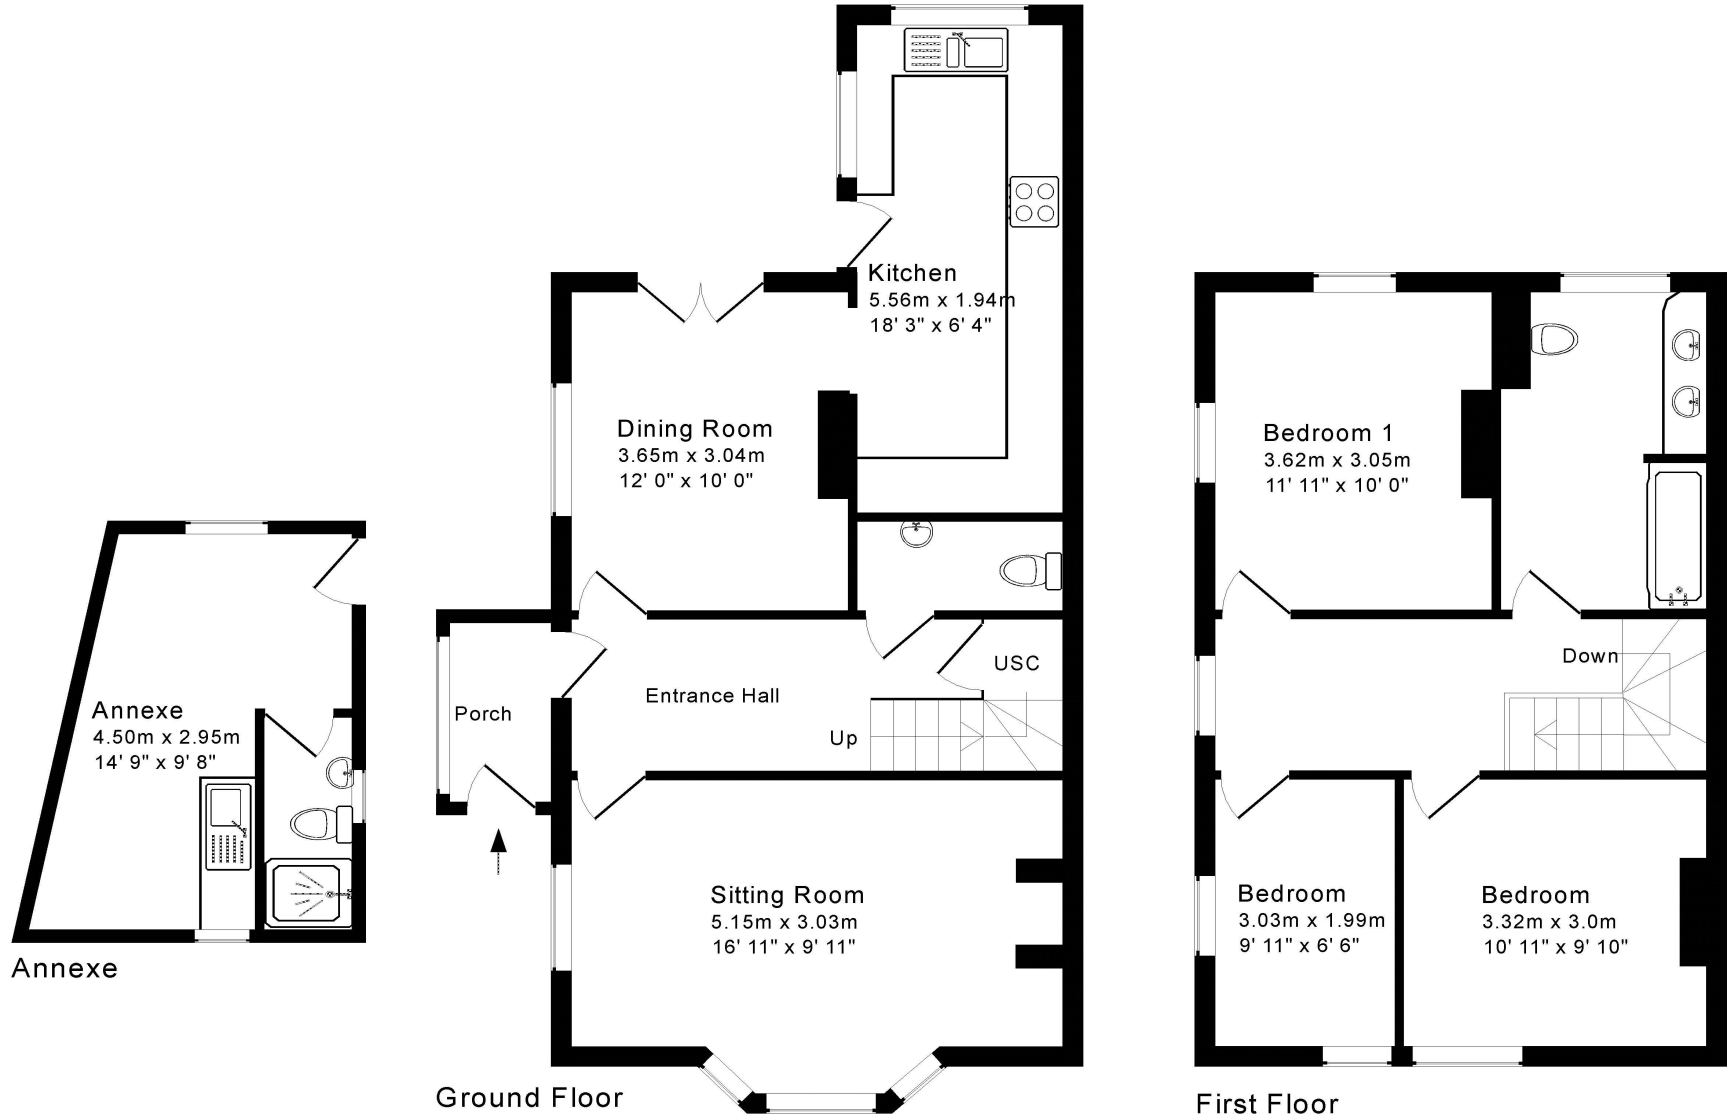 Annexe
4.50m x 2.95m
14' 9" x 9' 8"
Annexe
Kitchen
5.56m x 1.94m
18' 3" x 6' 4"
Dining Room
3.65m x 3.04m
12' 0" x 10' 0"
USC
Entrance Hall
Porch
Up
Sitting Room
5.15m x 3.03m
16' 11" x 9' 11"
Ground Floor
Bedroom 1
3.62m x 3.05m
11' 11" x 10' 0"
Down
Bedroom
3.03m x 1.99m
9' 11" x 6' 6"
Bedroom
3.32m x 3.0m
10' 11" x 9' 10"
First Floor